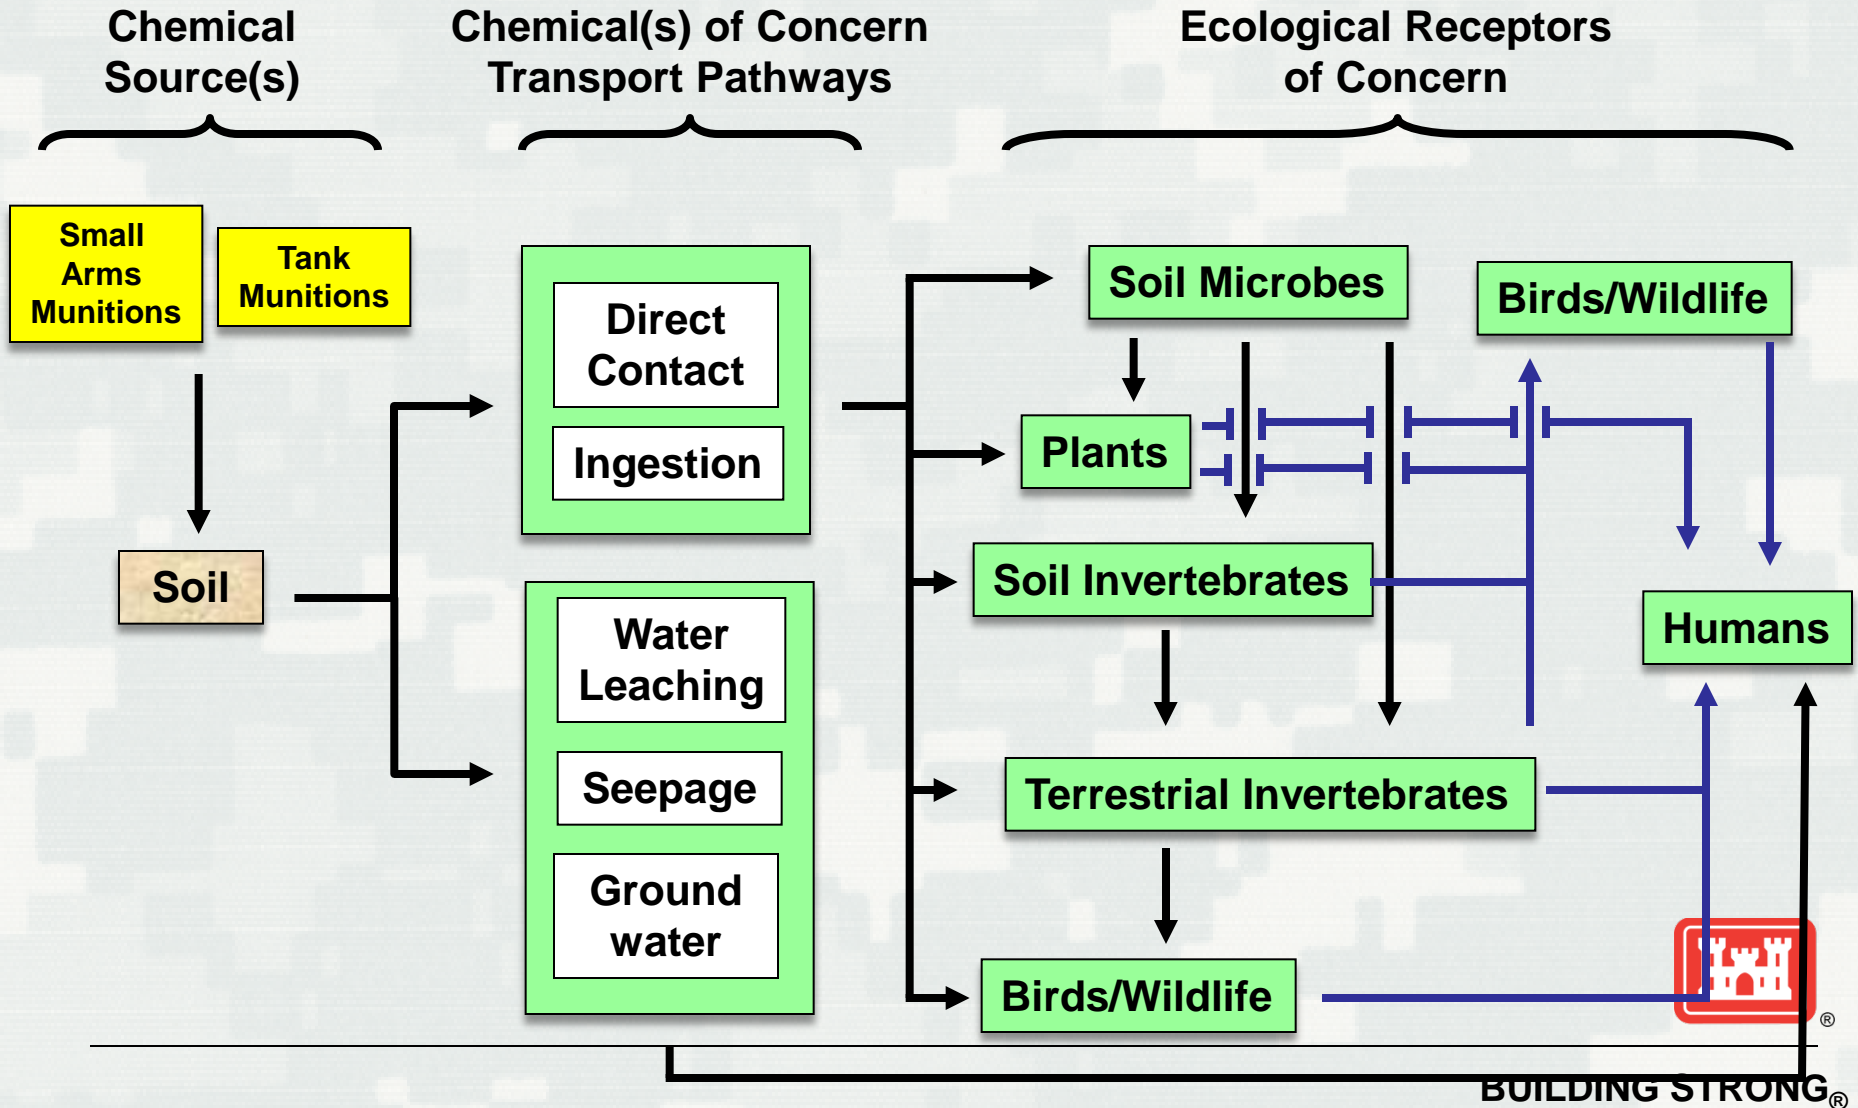 Chemical
Source(s)
Chemical(s) of Concern
Transport Pathways
Ecological Receptors
of Concern
Small
Arms
Munitions
Tank
Munitions
Soil
Direct
Contact
Ingestion
Water
Leaching
Seepage
Ground
water
Soil Microbes
Birds/Wildlife
Plants
Soil Invertebrates
Humans
Terrestrial Invertebrates
Birds/Wildlife
®
BUILDING STRONG®